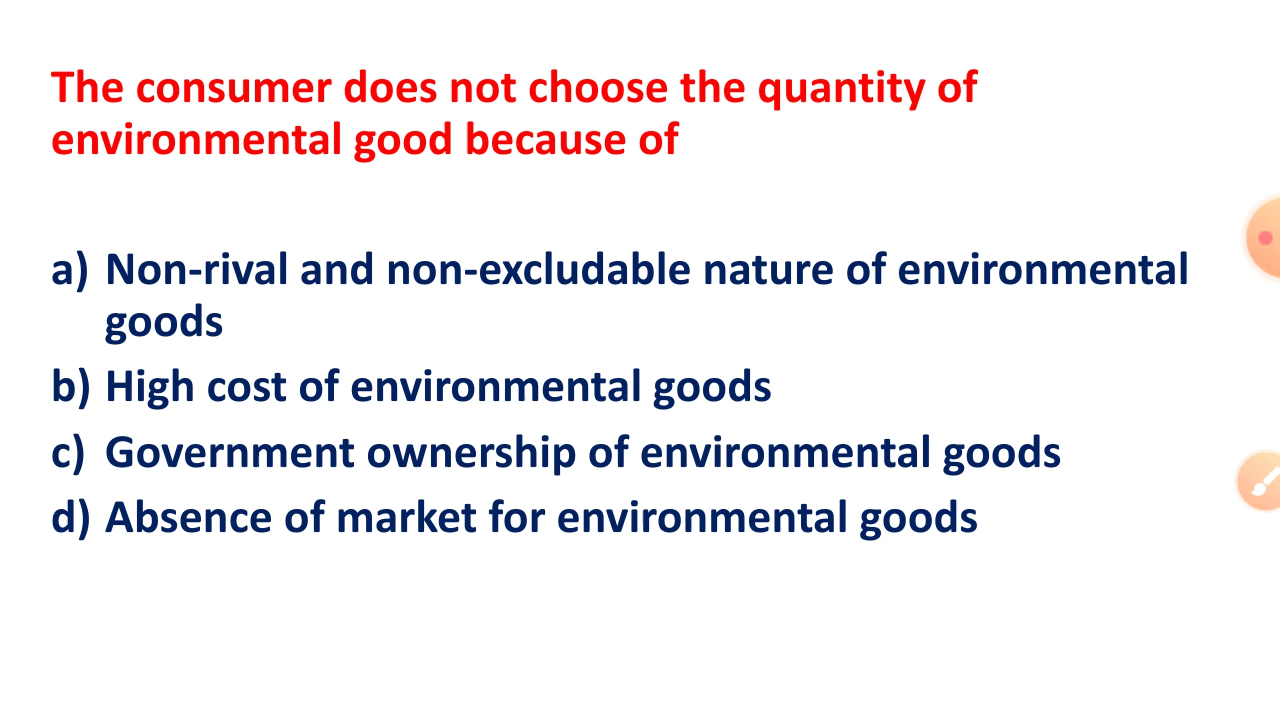 The consumer does not choose the quantity of
environmental good because of
a) Non-rival and non-excludable nature of environmental
goods
b) High cost of environmental goods
c) Government ownership of environmental goods
d) Absence of market for environmental goods